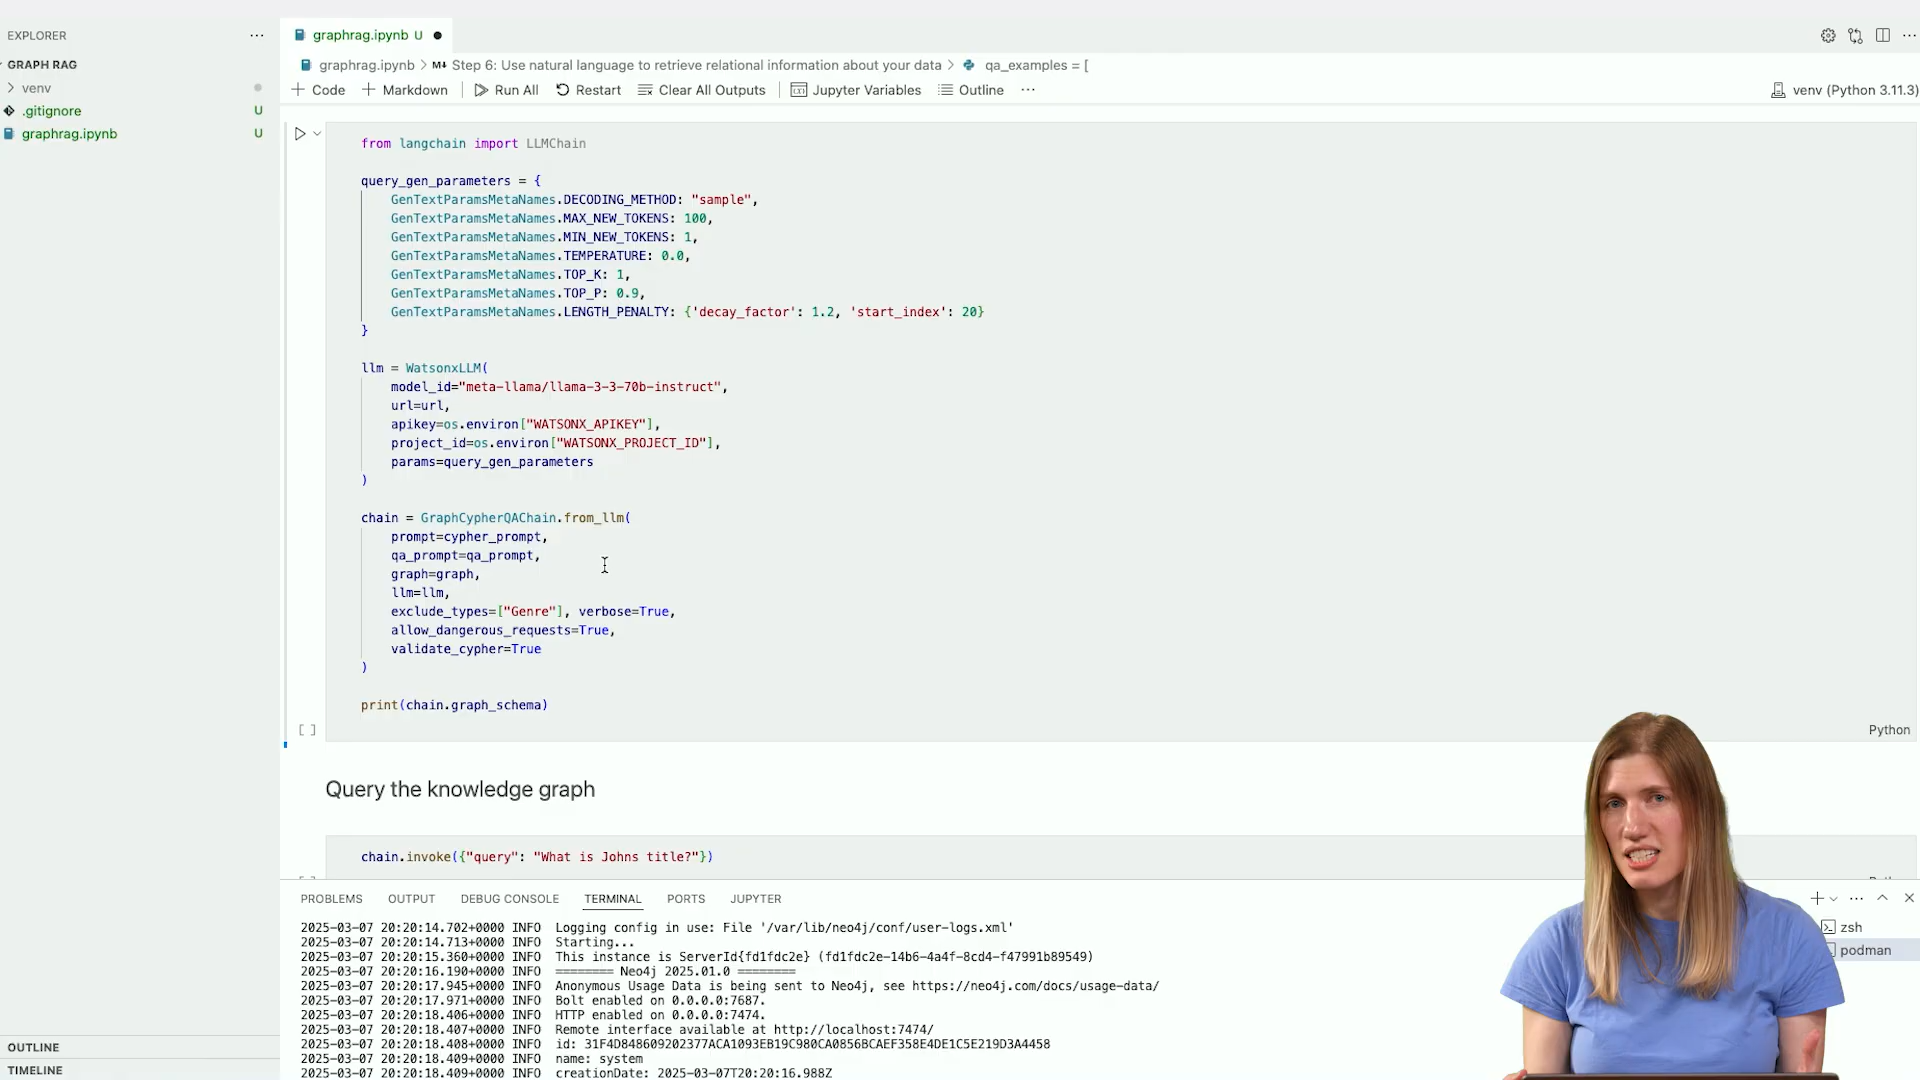 EXPLORER
GRAPH RAG
venv
.gitignore U
graphrag.ipynb U
OUTLINE
TIMELINE
graphrag.ipynb U
graphrag.ipynb > M↓ Step 6: Use natural language to retrieve relational information about your data > qa_examples = [
+ Code + Markdown Run All Restart Clear All Outputs Jupyter Variables Outline ... venv (Python 3.11.3)
from langchain import LLMChain
query_gen_parameters = {
GenTextParamsMetaNames.DECODING_METHOD: "sample",
GenTextParamsMetaNames.MAX_NEW_TOKENS: 100,
GenTextParamsMetaNames.MIN_NEW_TOKENS: 1,
GenTextParamsMetaNames.TEMPERATURE: 0.0,
GenTextParamsMetaNames.TOP_K: 1,
GenTextParamsMetaNames.TOP_P: 0.9,
GenTextParamsMetaNames.LENGTH_PENALTY: {'decay_factor': 1.2, 'start_index': 20}
}
llm = WatsonxLLM(
model_id="meta-llama/llama-3-3-70b-instruct",
url=url,
apikey=os.environ["WATSONX_APIKEY"],
project_id=os.environ["WATSONX_PROJECT_ID"],
params=query_gen_parameters
)
chain = GraphCypherQAChain.from_llm(
prompt=cypher_prompt,
qa_prompt=qa_prompt,
graph=graph,
llm=llm,
exclude_types=["Genre"], verbose=True,
allow_dangerous_requests=True,
validate_cypher=True
)
print(chain.graph_schema)
[ ] Python
Query the knowledge graph
chain.invoke({"query": "What is Johns title?"})
PROBLEMS OUTPUT DEBUG CONSOLE TERMINAL PORTS JUPYTER
2025-03-07 20:20:14.702+0000 INFO Logging config in use: File '/var/lib/neo4j/conf/user-logs.xml'
2025-03-07 20:20:14.713+0000 INFO Starting...
2025-03-07 20:20:15.360+0000 INFO This instance is ServerId{fd1fdc2e} (fd1fdc2e-14b6-4a4f-8cd4-f47991b89549)
2025-03-07 20:20:16.190+0000 INFO ======== Neo4j 2025.01.0 ========
2025-03-07 20:20:17.945+0000 INFO Anonymous Usage Data is being sent to Neo4j, see https://neo4j.com/docs/usage-data/
2025-03-07 20:20:17.971+0000 INFO Bolt enabled on 0.0.0.0:7687.
2025-03-07 20:20:18.406+0000 INFO HTTP enabled on 0.0.0.0:7474.
2025-03-07 20:20:18.407+0000 INFO Remote interface available at http://localhost:7474/
2025-03-07 20:20:18.408+0000 INFO id: 31F4D848609202377ACA1093EB19C980CA0856BCAEF358E4DE1C5E219D3A4458
2025-03-07 20:20:18.409+0000 INFO name: system
2025-03-07 20:20:18.409+0000 INFO creationDate: 2025-03-07T20:20:16.988Z
zsh
podman